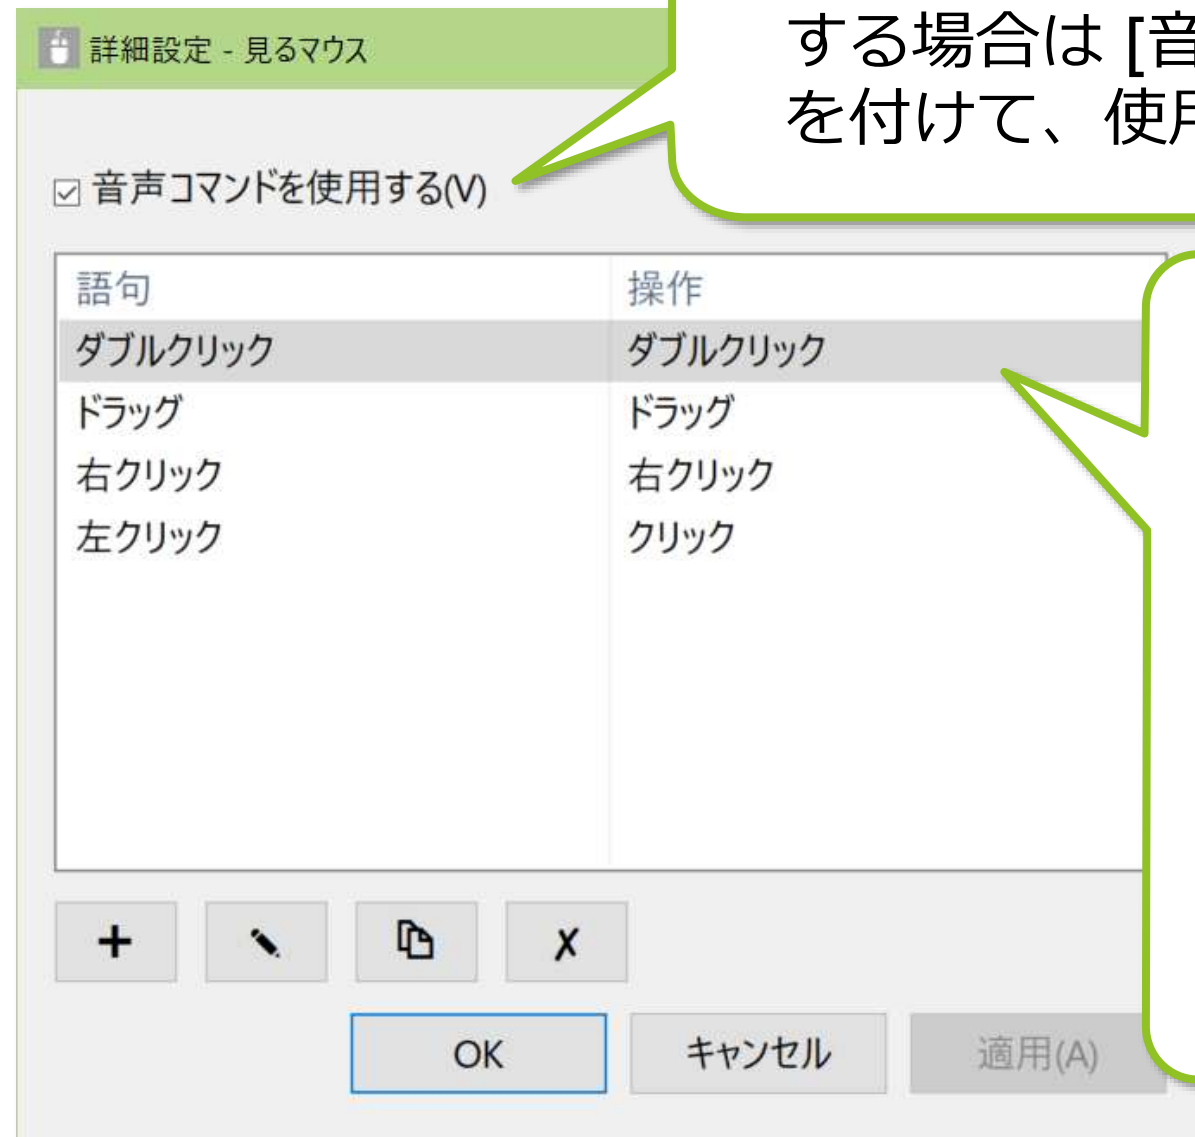 詳細設定 - 見るマウス
する場合は [音
を付けて、使用
音声コマンドを使用する(V)
語句 操作
ダブルクリック ダブルクリック
ドラッグ ドラッグ
右クリック 右クリック
左クリック クリック
OK キャンセル 適用(A)